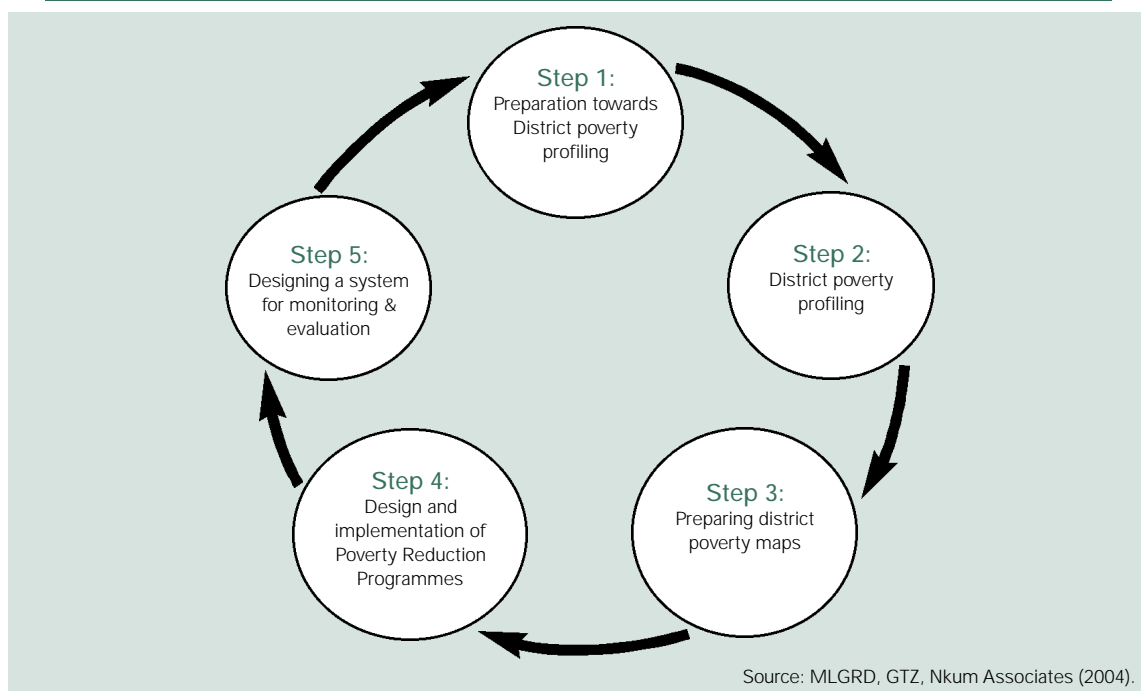 Step 1:
Preparation towards
District poverty
profiling
Step 2:
District poverty
profiling
Step 3:
Preparing district
poverty maps
Step 4:
Design and
implementation of
Poverty Reduction
Programmes
Step 5:
Designing a system
for monitoring &
evaluation
Source: MLGRD, GTZ, Nkum Associates (2004).